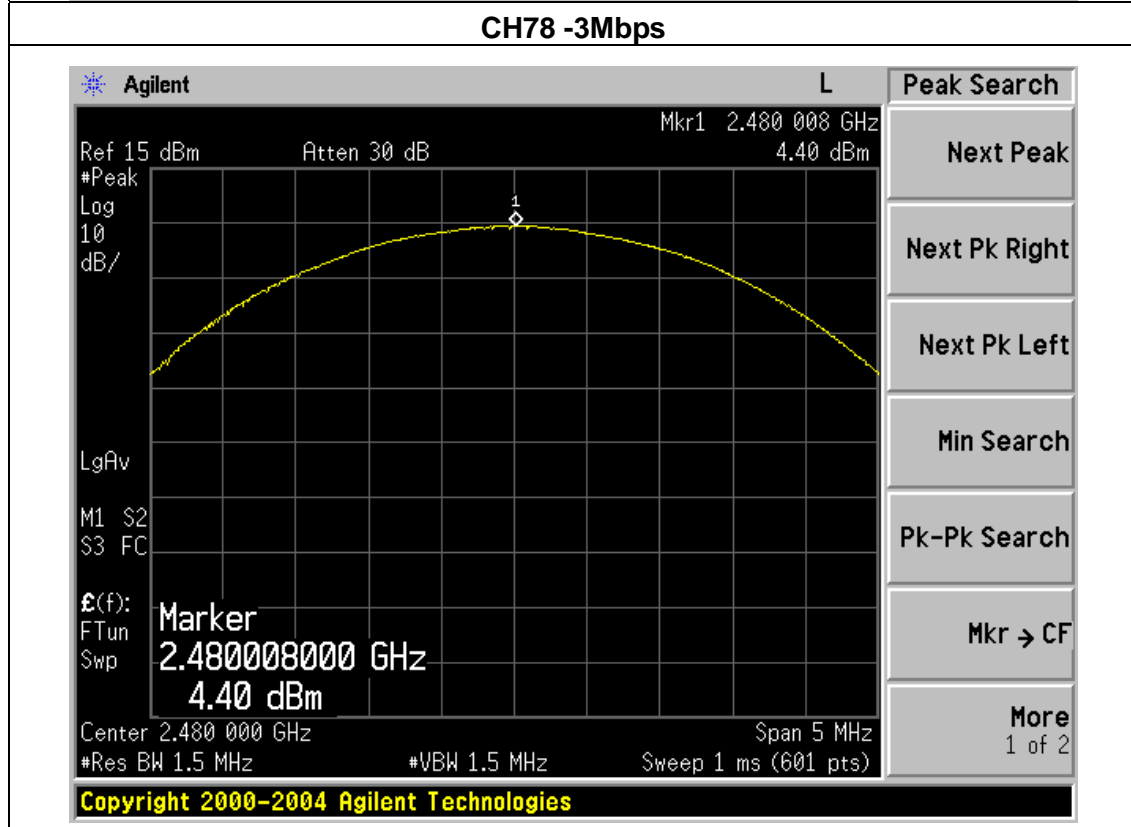 CH78 -3Mbps
Agilent L Peak Search
Mkr1 2.480 008 GHz
Ref 15 dBm Atten 30 dB 4.40 dBm
#Peak
Log
10
dB/
1
LgAv
M1 S2
S3 FC
£(f):
FTun
Swp
Marker
2.480008000 GHz
4.40 dBm
Center 2.480 000 GHz Span 5 MHz
#Res BW 1.5 MHz #VBW 1.5 MHz Sweep 1 ms (601 pts)
Next Peak
Next Pk Right
Next Pk Left
Min Search
Pk-Pk Search
Mkr → CF
More
1 of 2
Copyright 2000-2004 Agilent Technologies